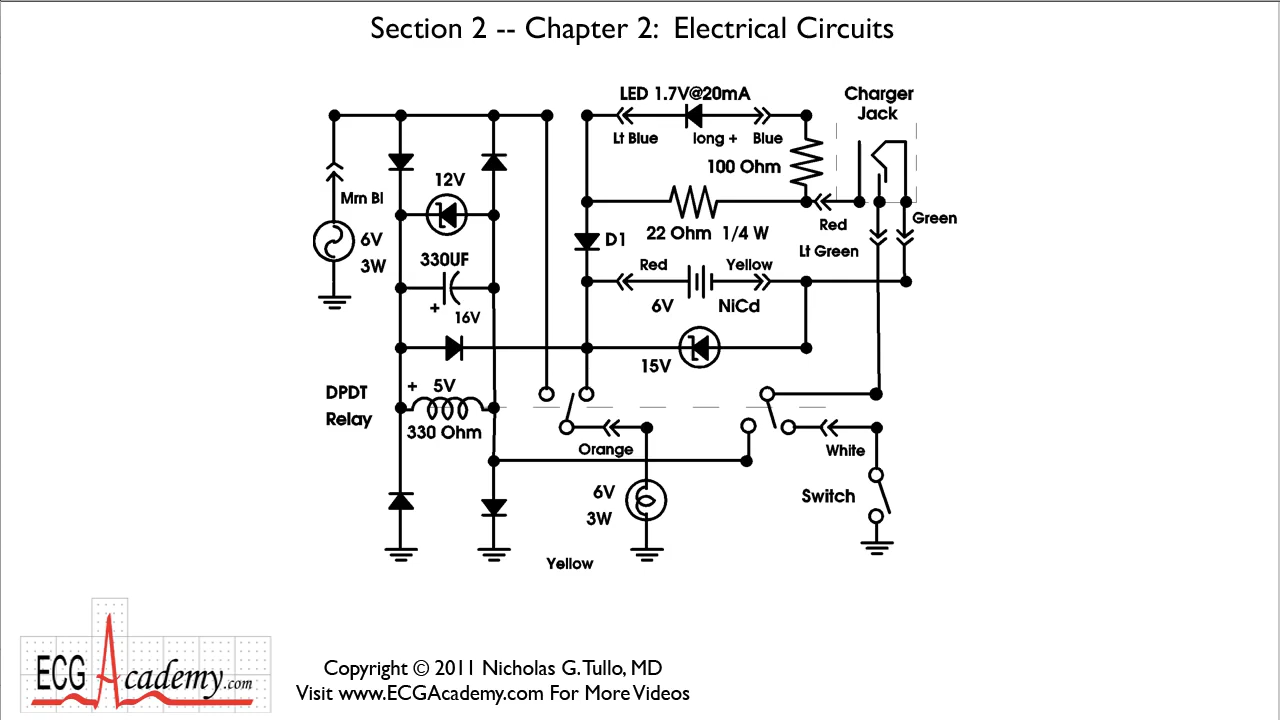 Section 2 -- Chapter 2: Electrical Circuits
LED 1.7V@20mA
Charger
Jack
Lt Blue
long +
Blue
100 Ohm
12V
Mrn Bl
6V
3W
330UF
+
16V
D1
22 Ohm 1/4 W
Red
Green
Lt Green
Red
Yellow
6V
NiCd
15V
DPDT
Relay
+
5V
330 Ohm
Orange
White
6V
3W
Switch
Yellow
ECG Academy.com
Copyright © 2011 Nicholas G. Tullo, MD
Visit www.ECGAcademy.com For More Videos